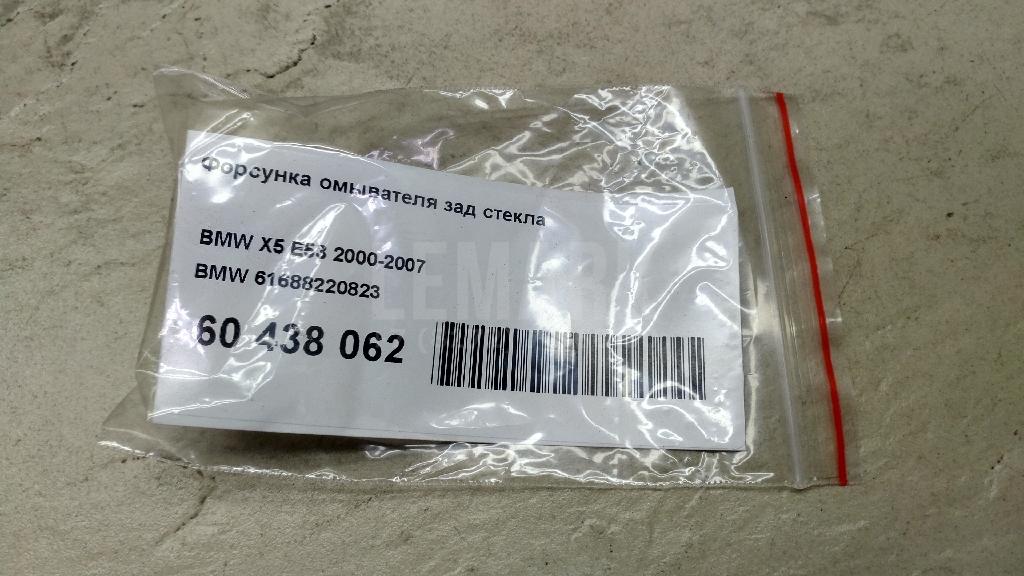 Форсунка омывателя зад стекла
BMW X5 E53 2000-2007
BMW 61688220823
60 438 062